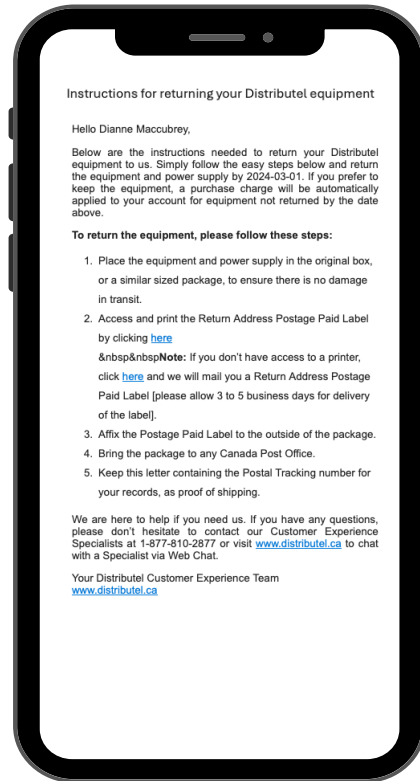 Instructions for returning your Distributel equipment
Hello Dianne Maccubrey,
Below are the instructions needed to return your Distributel
equipment to us. Simply follow the easy steps below and return
the equipment and power supply by 2024-03-01. If you prefer to
keep the equipment, a purchase charge will be automatically
applied to your account for equipment not returned by the date
above.
To return the equipment, please follow these steps:
1. Place the equipment and power supply in the original box,
or a similar sized package, to ensure there is no damage
in transit.
2. Access and print the Return Address Postage Paid Label
by clicking here
&nbsp&nbspNote: If you don't have access to a printer,
click here and we will mail you a Return Address Postage
Paid Label [please allow 3 to 5 business days for delivery
of the label].
3. Affix the Postage Paid Label to the outside of the package.
4. Bring the package to any Canada Post Office.
5. Keep this letter containing the Postal Tracking number for
your records, as proof of shipping.
We are here to help if you need us. If you have any questions,
please don't hesitate to contact our Customer Experience
Specialists at 1-877-810-2877 or visit www.distributel.ca to chat
with a Specialist via Web Chat.
Your Distributel Customer Experience Team
www.distributel.ca